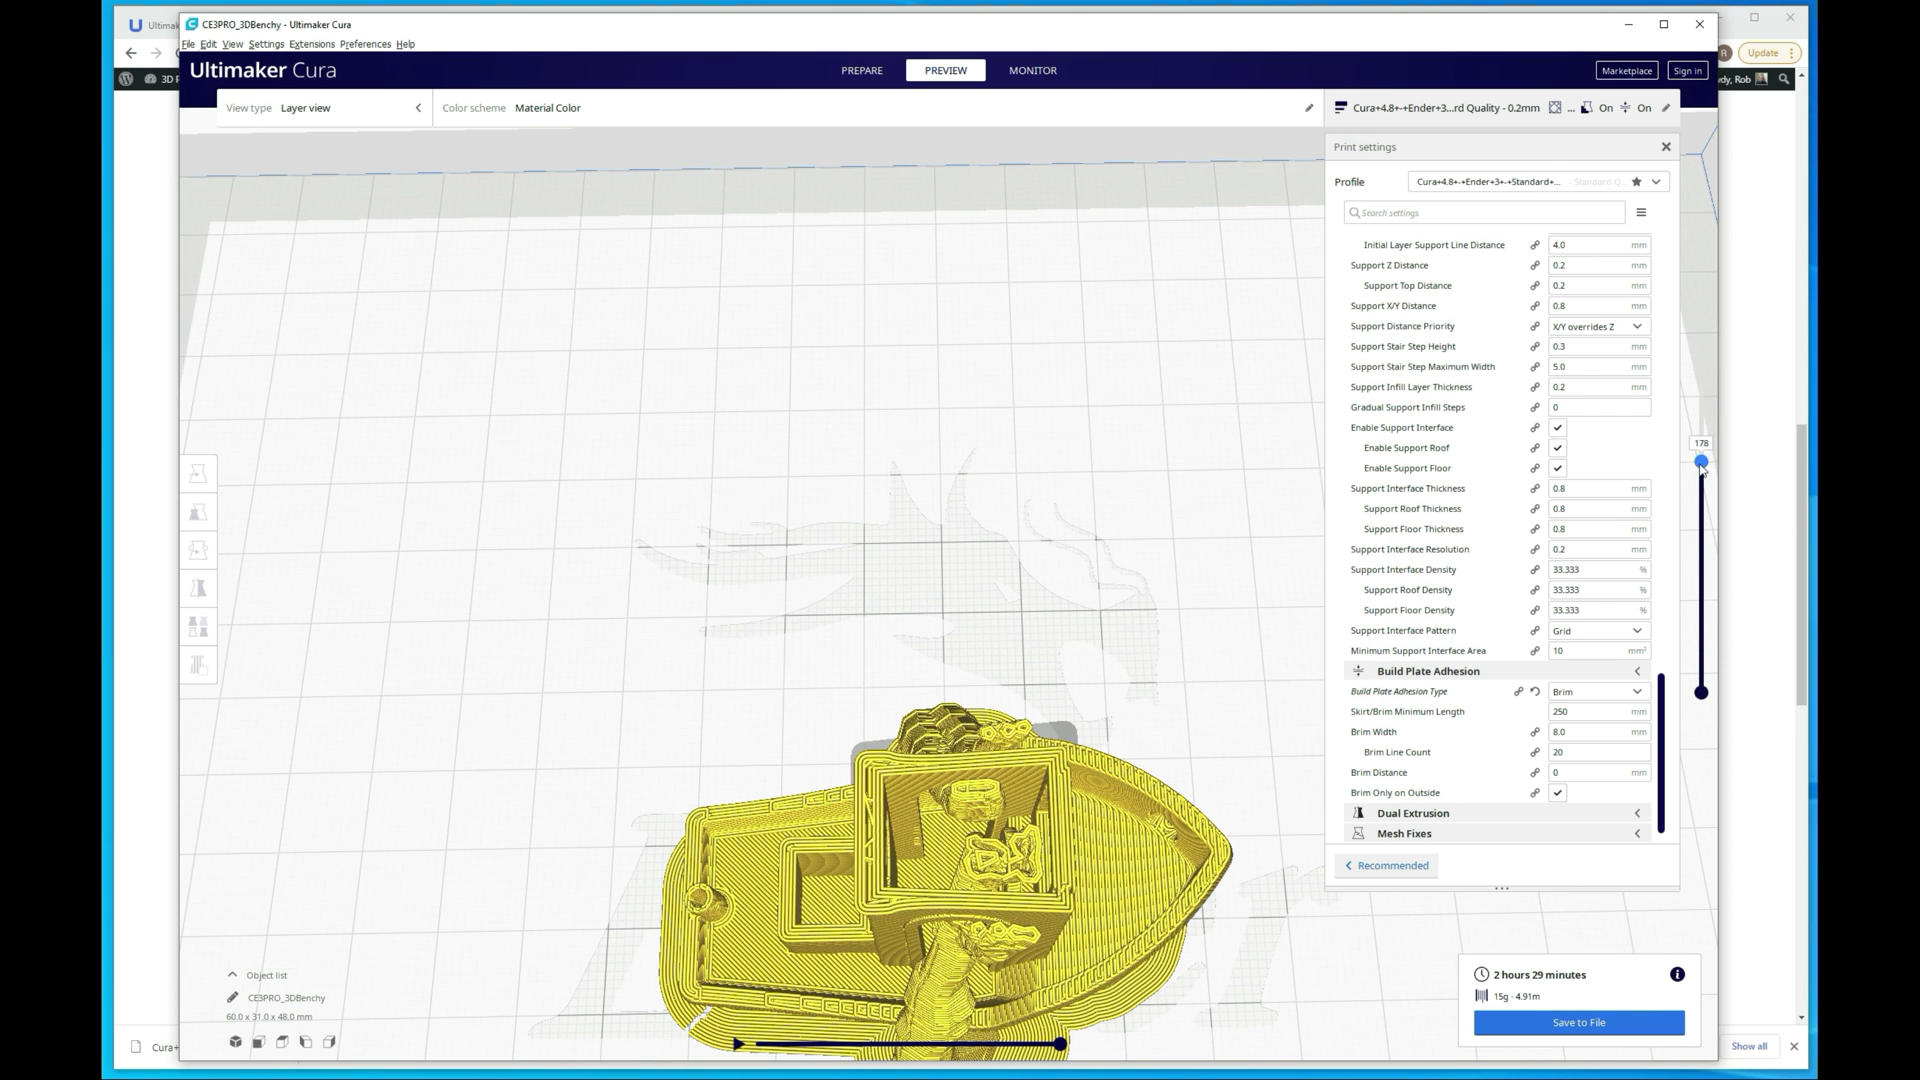 Ultimak
CE3PRO_3DBenchy - Ultimaker Cura
File Edit View Settings Extensions Preferences Help
Ultimaker Cura
PREPARE
PREVIEW
MONITOR
Marketplace
Sign in
R
Update
3D P
dy, Rob
View type Layer view
Color scheme Material Color
Cura+4.8+-+Ender+3...rd Quality - 0.2mm ... On On
Print settings
Profile Cura+4.8+-+Ender+3+-+Standard+... - Standard Q...
Search settings
Initial Layer Support Line Distance 4.0 mm
Support Z Distance 0.2 mm
Support Top Distance 0.2 mm
Support X/Y Distance 0.8 mm
Support Distance Priority X/Y overrides Z
Support Stair Step Height 0.3 mm
Support Stair Step Maximum Width 5.0 mm
Support Infill Layer Thickness 0.2 mm
Gradual Support Infill Steps 0
Enable Support Interface
Enable Support Roof
Enable Support Floor
Support Interface Thickness 0.8 mm
Support Roof Thickness 0.8 mm
Support Floor Thickness 0.8 mm
Support Interface Resolution 0.2 mm
Support Interface Density 33.333 %
Support Roof Density 33.333 %
Support Floor Density 33.333 %
Support Interface Pattern Grid
Minimum Support Interface Area 10 mm²
Build Plate Adhesion
Build Plate Adhesion Type Brim
Skirt/Brim Minimum Length 250 mm
Brim Width 8.0 mm
Brim Line Count 20
Brim Distance 0 mm
Brim Only on Outside
Dual Extrusion
Mesh Fixes
Recommended
178
Object list
CE3PRO_3DBenchy
60.0 x 31.0 x 48.0 mm
2 hours 29 minutes
15g · 4.91m
Save to File
Cura+
Show all